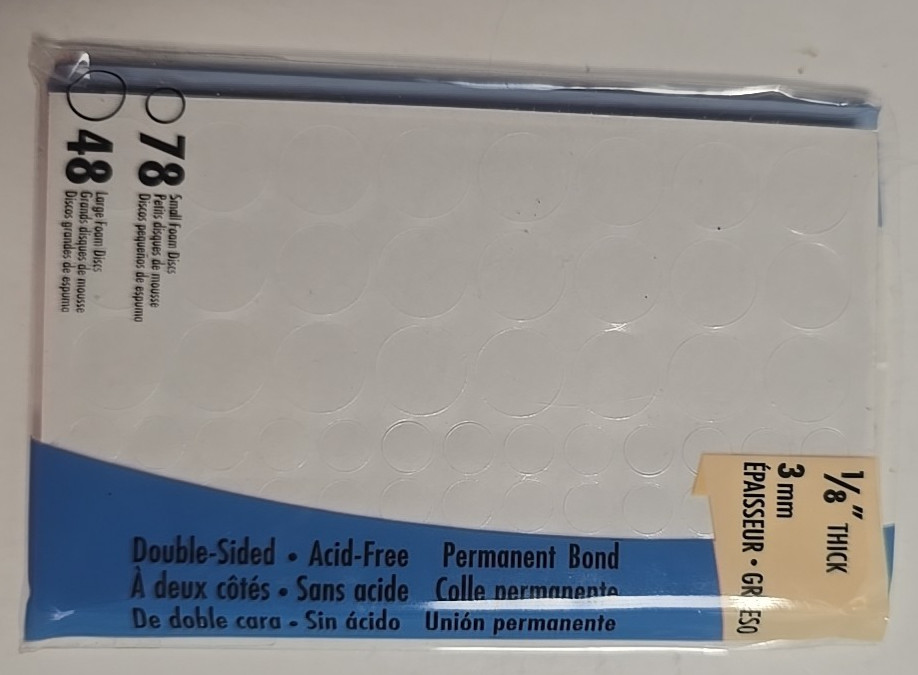 78
Small Foam Discs
Petits disques de mousse
Discos pequeños de espuma
48
Large Foam Discs
Grands disques de mousse
Discos grandes de espuma
1/8" THICK
3 mm
ÉPAISSEUR •
Double-Sided • Acid-Free Permanent Bond
À deux côtés • Sans acide Colle permanente
De doble cara • Sin ácido Unión permanente